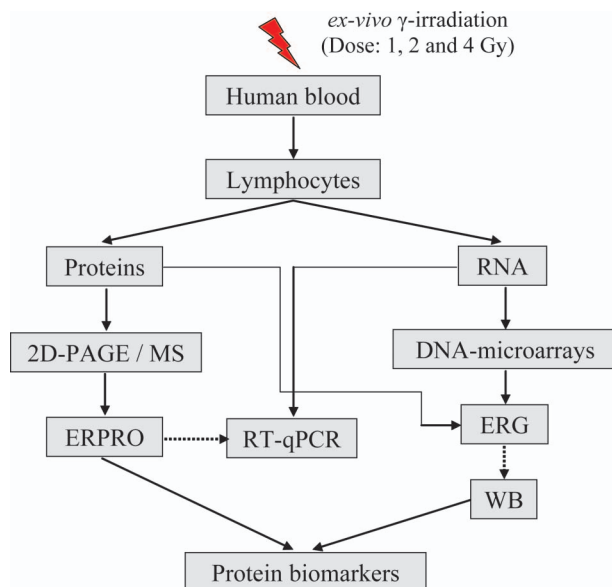 ex-vivo γ-irradiation
(Dose: 1, 2 and 4 Gy)
Human blood
Lymphocytes
Proteins
RNA
2D-PAGE / MS
DNA-microarrays
ERPRO
RT-qPCR
ERG
WB
Protein biomarkers